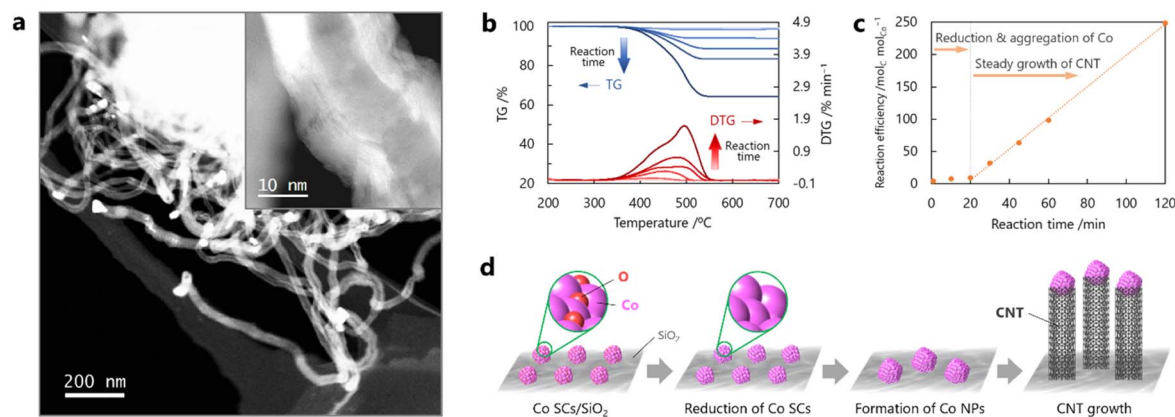 a
10 nm
200 nm
b
TG /%
100
80
60
40
20
Reaction
time
TG
DTG
Reaction
time
4.9
3.9
2.9
1.9
0.9
-0.1
DTG /% min⁻¹
200 300 400 500 600 700
Temperature /ºC
c
Reaction efficiency /mol_C mol_Co⁻¹
250
200
150
100
50
0
Reduction & aggregation of Co
Steady growth of CNT
0 20 40 60 80 100 120
Reaction time /min
d
O
Co
SiO₂
CNT
Co SCs/SiO₂
Reduction of Co SCs
Formation of Co NPs
CNT growth